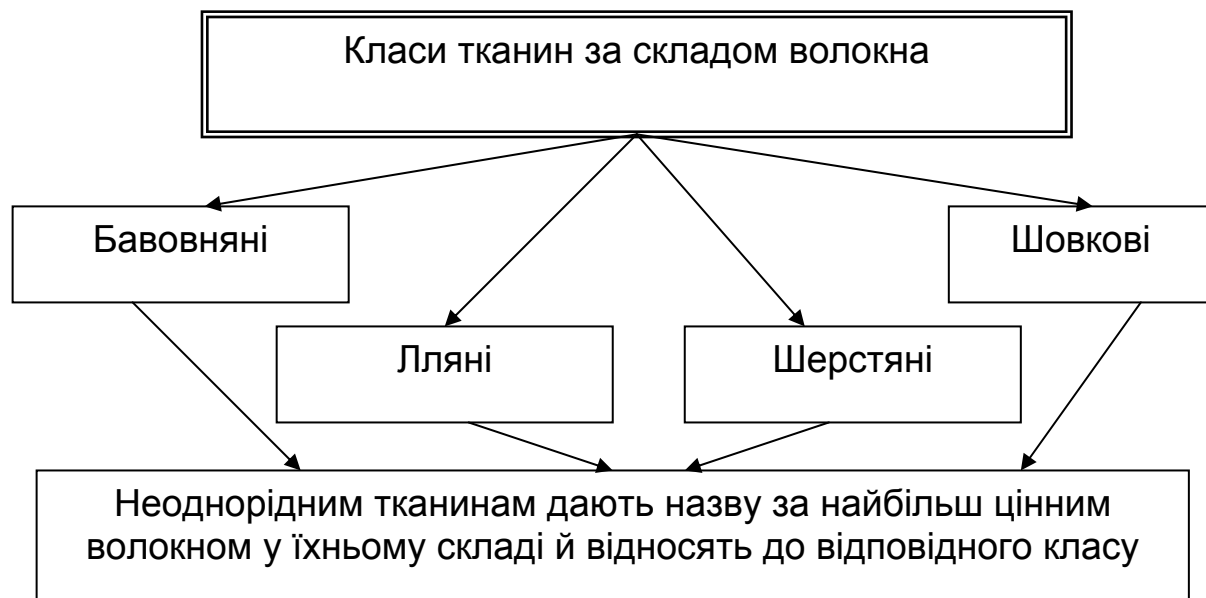 Класи тканин за складом волокна
Бавовняні
Шовкові
Лляні
Шерстяні
Неоднорідним тканинам дають назву за найбільш цінним
волокном у їхньому складі й відносять до відповідного класу